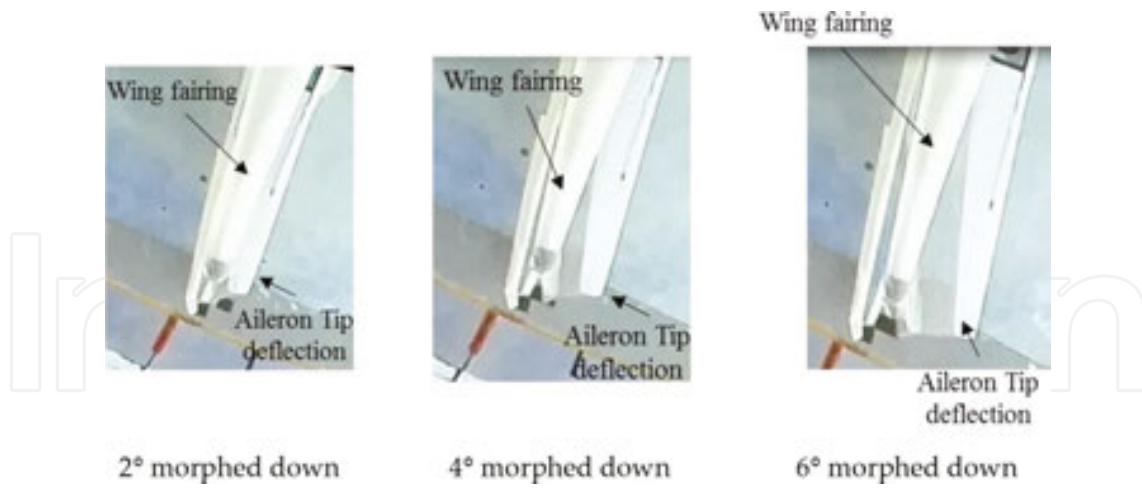 Wing fairing
Aileron Tip
deflection
2° morphed down
Wing fairing
Aileron Tip
deflection
4° morphed down
Wing fairing
Aileron Tip
deflection
6° morphed down